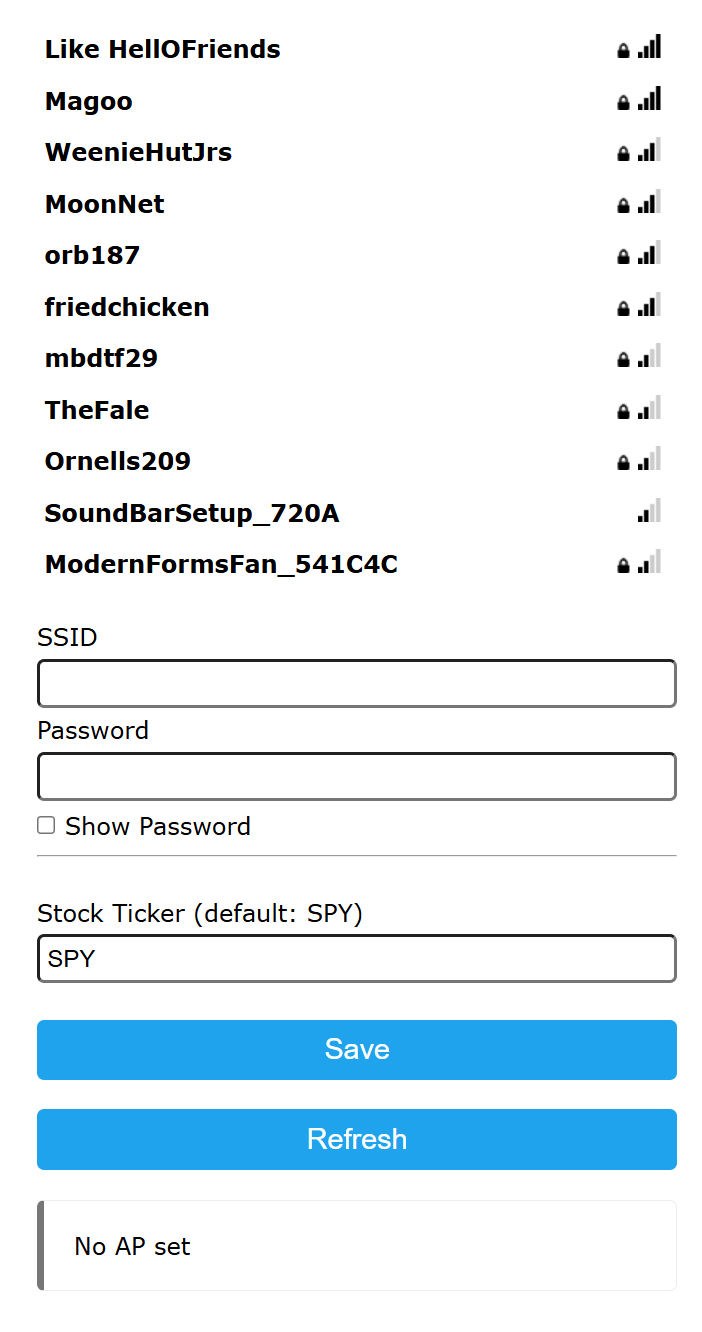 Like HellOFriends
Magoo
WeenieHutJrs
MoonNet
orb187
friedchicken
mbdtf29
TheFale
Ornells209
SoundBarSetup_720A
ModernFormsFan_541C4C
SSID
Password
Show Password
Stock Ticker (default: SPY)
SPY
Save
Refresh
No AP set